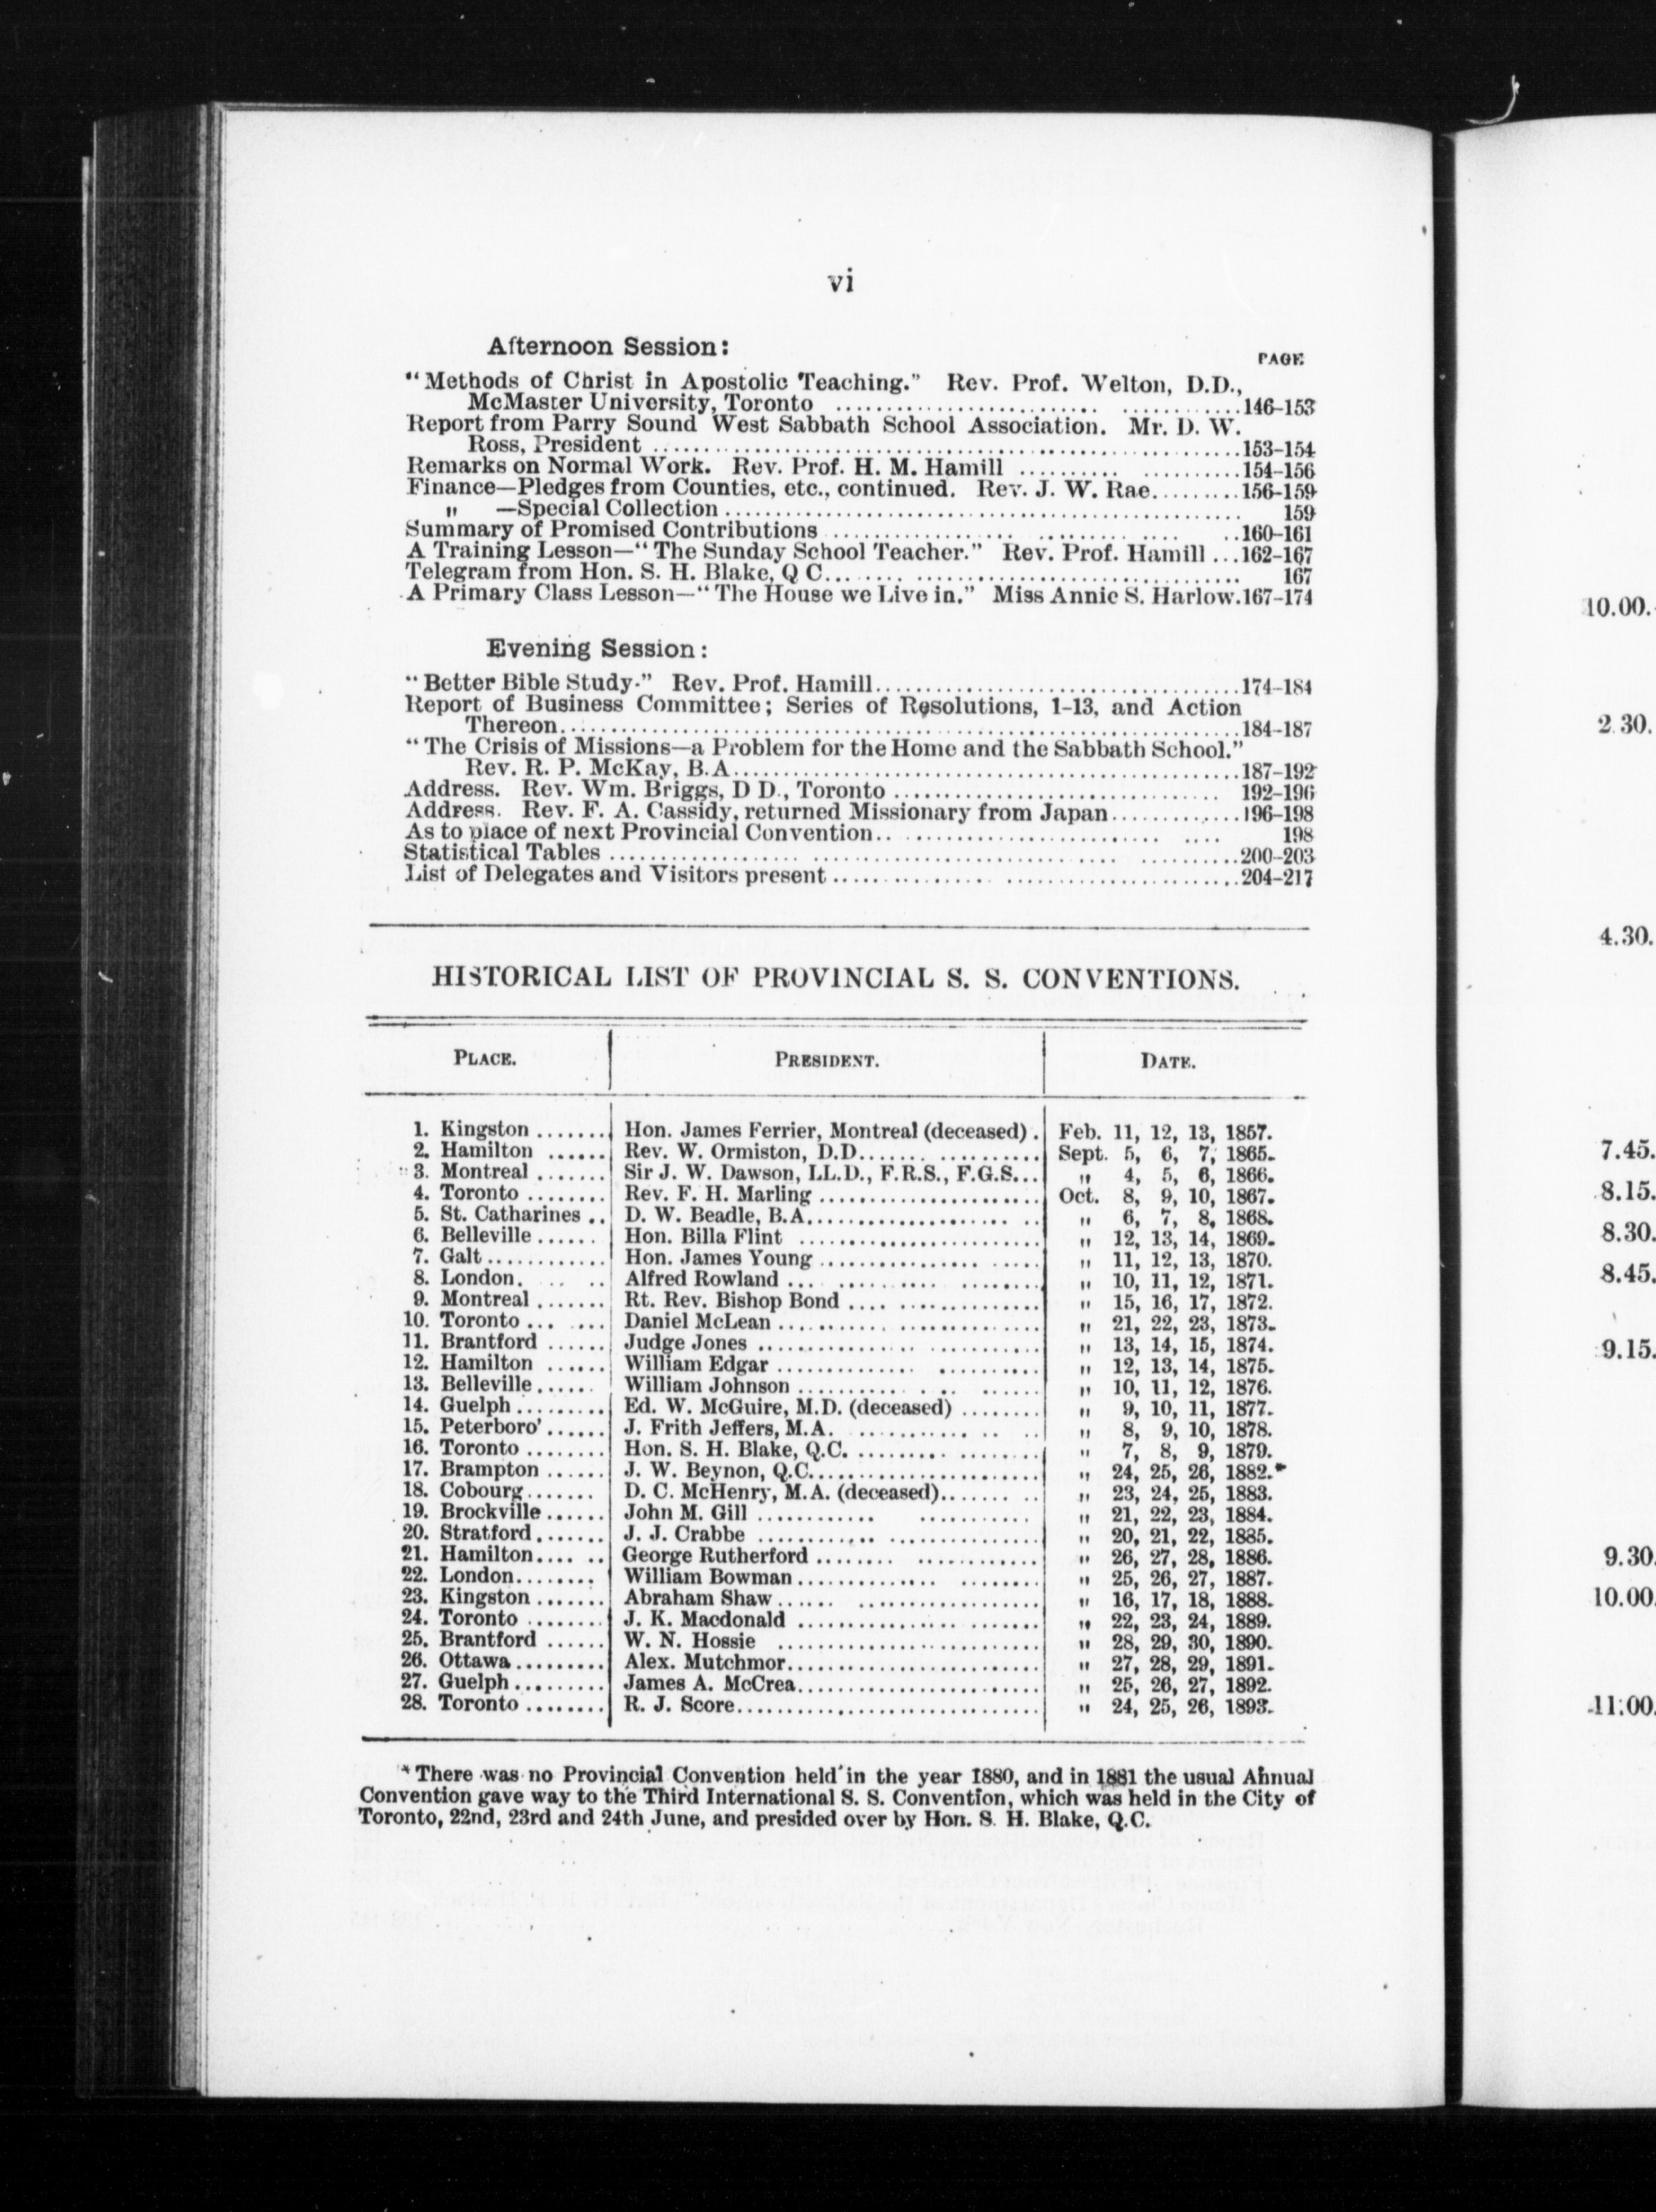 vi
Afternoon Session:
PAGE
"Methods of Christ in Apostolic Teaching." Rev. Prof. Welton, D.D.,
McMaster University, Toronto ........................................146-153
Report from Parry Sound West Sabbath School Association. Mr. D. W.
Ross, President ........................................153-154
Remarks on Normal Work. Rev. Prof. H. M. Hamill ....................154-156
Finance—Pledges from Counties, etc., continued. Rev. J. W. Rae.........156-159
" —Special Collection ........................................ 159
Summary of Promised Contributions ........................................160-161
A Training Lesson—"The Sunday School Teacher." Rev. Prof. Hamill ...162-167
Telegram from Hon. S. H. Blake, Q C........................................ 167
A Primary Class Lesson—"The House we Live in." Miss Annie S. Harlow.167-174
Evening Session:
"Better Bible Study." Rev. Prof. Hamill........................................174-184
Report of Business Committee; Series of Resolutions, 1-13, and Action
Thereon........................................184-187
"The Crisis of Missions—a Problem for the Home and the Sabbath School."
Rev. R. P. McKay, B.A........................................187-192
Address. Rev. Wm. Briggs, D D., Toronto ................................ 192-196
Address. Rev. F. A. Cassidy, returned Missionary from Japan.............196-198
As to place of next Provincial Convention.............................. 198
Statistical Tables ........................................200-203
List of Delegates and Visitors present ........................................204-217
HISTORICAL LIST OF PROVINCIAL S. S. CONVENTIONS.
PLACE. PRESIDENT. DATE.
1. Kingston ....... Hon. James Ferrier, Montreal (deceased) . Feb. 11, 12, 13, 1857.
2. Hamilton ...... Rev. W. Ormiston, D.D.................. Sept. 5, 6, 7, 1865.
3. Montreal ....... Sir J. W. Dawson, LL.D., F.R.S., F.G.S... " 4, 5, 6, 1866.
4. Toronto ........ Rev. F. H. Marling ...................... Oct. 8, 9, 10, 1867.
5. St. Catharines .. D. W. Beadle, B.A...................... " 6, 7, 8, 1868.
6. Belleville ...... Hon. Billa Flint ........................ " 12, 13, 14, 1869.
7. Galt............ Hon. James Young ...................... " 11, 12, 13, 1870.
8. London. ... .. Alfred Rowland ........................ " 10, 11, 12, 1871.
9. Montreal ....... Rt. Rev. Bishop Bond .................. " 15, 16, 17, 1872.
10. Toronto ... ... Daniel McLean ........................ " 21, 22, 23, 1873.
11. Brantford ...... Judge Jones ............................ " 13, 14, 15, 1874.
12. Hamilton ...... William Edgar ........................ " 12, 13, 14, 1875.
13. Belleville...... William Johnson ...................... " 10, 11, 12, 1876.
14. Guelph ......... Ed. W. McGuire, M.D. (deceased) ........ " 9, 10, 11, 1877.
15. Peterboro' ...... J. Frith Jeffers, M.A. .................. " 8, 9, 10, 1878.
16. Toronto ........ Hon. S. H. Blake, Q.C. .................. " 7, 8, 9, 1879.
17. Brampton ...... J. W. Beynon, Q.C...................... " 24, 25, 26, 1882.*
18. Cobourg....... D. C. McHenry, M.A. (deceased)......... " 23, 24, 25, 1883.
19. Brockville...... John M. Gill .......................... " 21, 22, 23, 1884.
20. Stratford ....... J. J. Crabbe ............................ " 20, 21, 22, 1885.
21. Hamilton.... .. George Rutherford .................... " 26, 27, 28, 1886.
22. London........ William Bowman ...................... " 25, 26, 27, 1887.
23. Kingston ....... Abraham Shaw ........................ " 16, 17, 18, 1888.
24. Toronto ........ J. K. Macdonald ...................... " 22, 23, 24, 1889.
25. Brantford ...... W. N. Hossie .......................... " 28, 29, 30, 1890.
26. Ottawa......... Alex. Mutchmor........................ " 27, 28, 29, 1891.
27. Guelph ......... James A. McCrea........................ " 25, 26, 27, 1892.
28. Toronto ........ R. J. Score.............................. " 24, 25, 26, 1893.
* There was no Provincial Convention held in the year 1880, and in 1881 the usual Annual
Convention gave way to the Third International S. S. Convention, which was held in the City of
Toronto, 22nd, 23rd and 24th June, and presided over by Hon. S. H. Blake, Q.C.
10.00.
2.30.
4.30.
7.45.
8.15.
8.30.
8.45.
9.15.
9.30
10.00
11.00